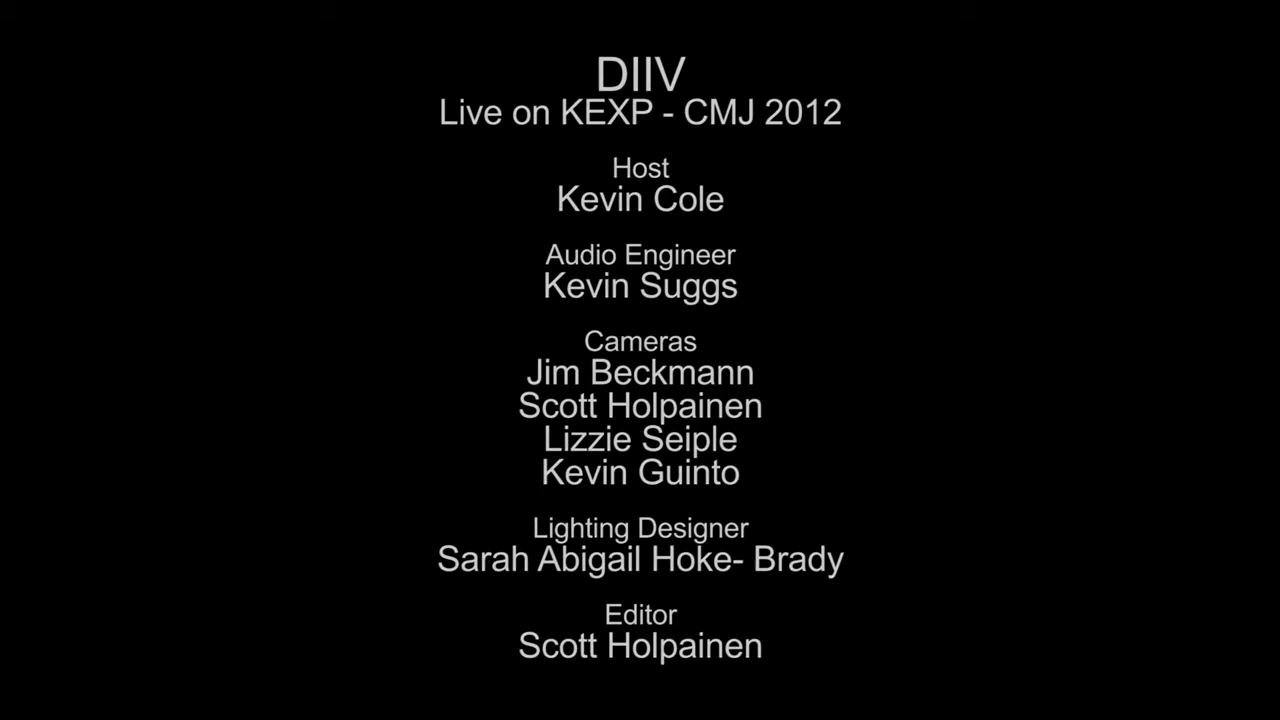 DIIV
Live on KEXP - CMJ 2012
Host
Kevin Cole
Audio Engineer
Kevin Suggs
Cameras
Jim Beckmann
Scott Holpainen
Lizzie Seiple
Kevin Guinto
Lighting Designer
Sarah Abigail Hoke- Brady
Editor
Scott Holpainen